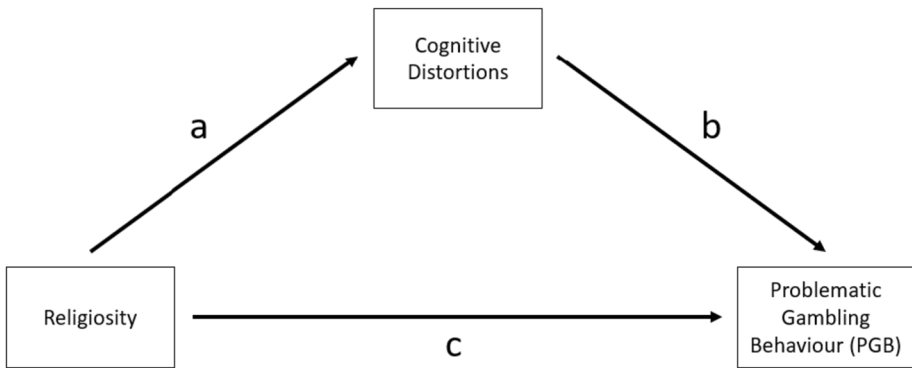 Cognitive
Distortions
a
b
Religiosity
c
Problematic
Gambling
Behaviour (PGB)